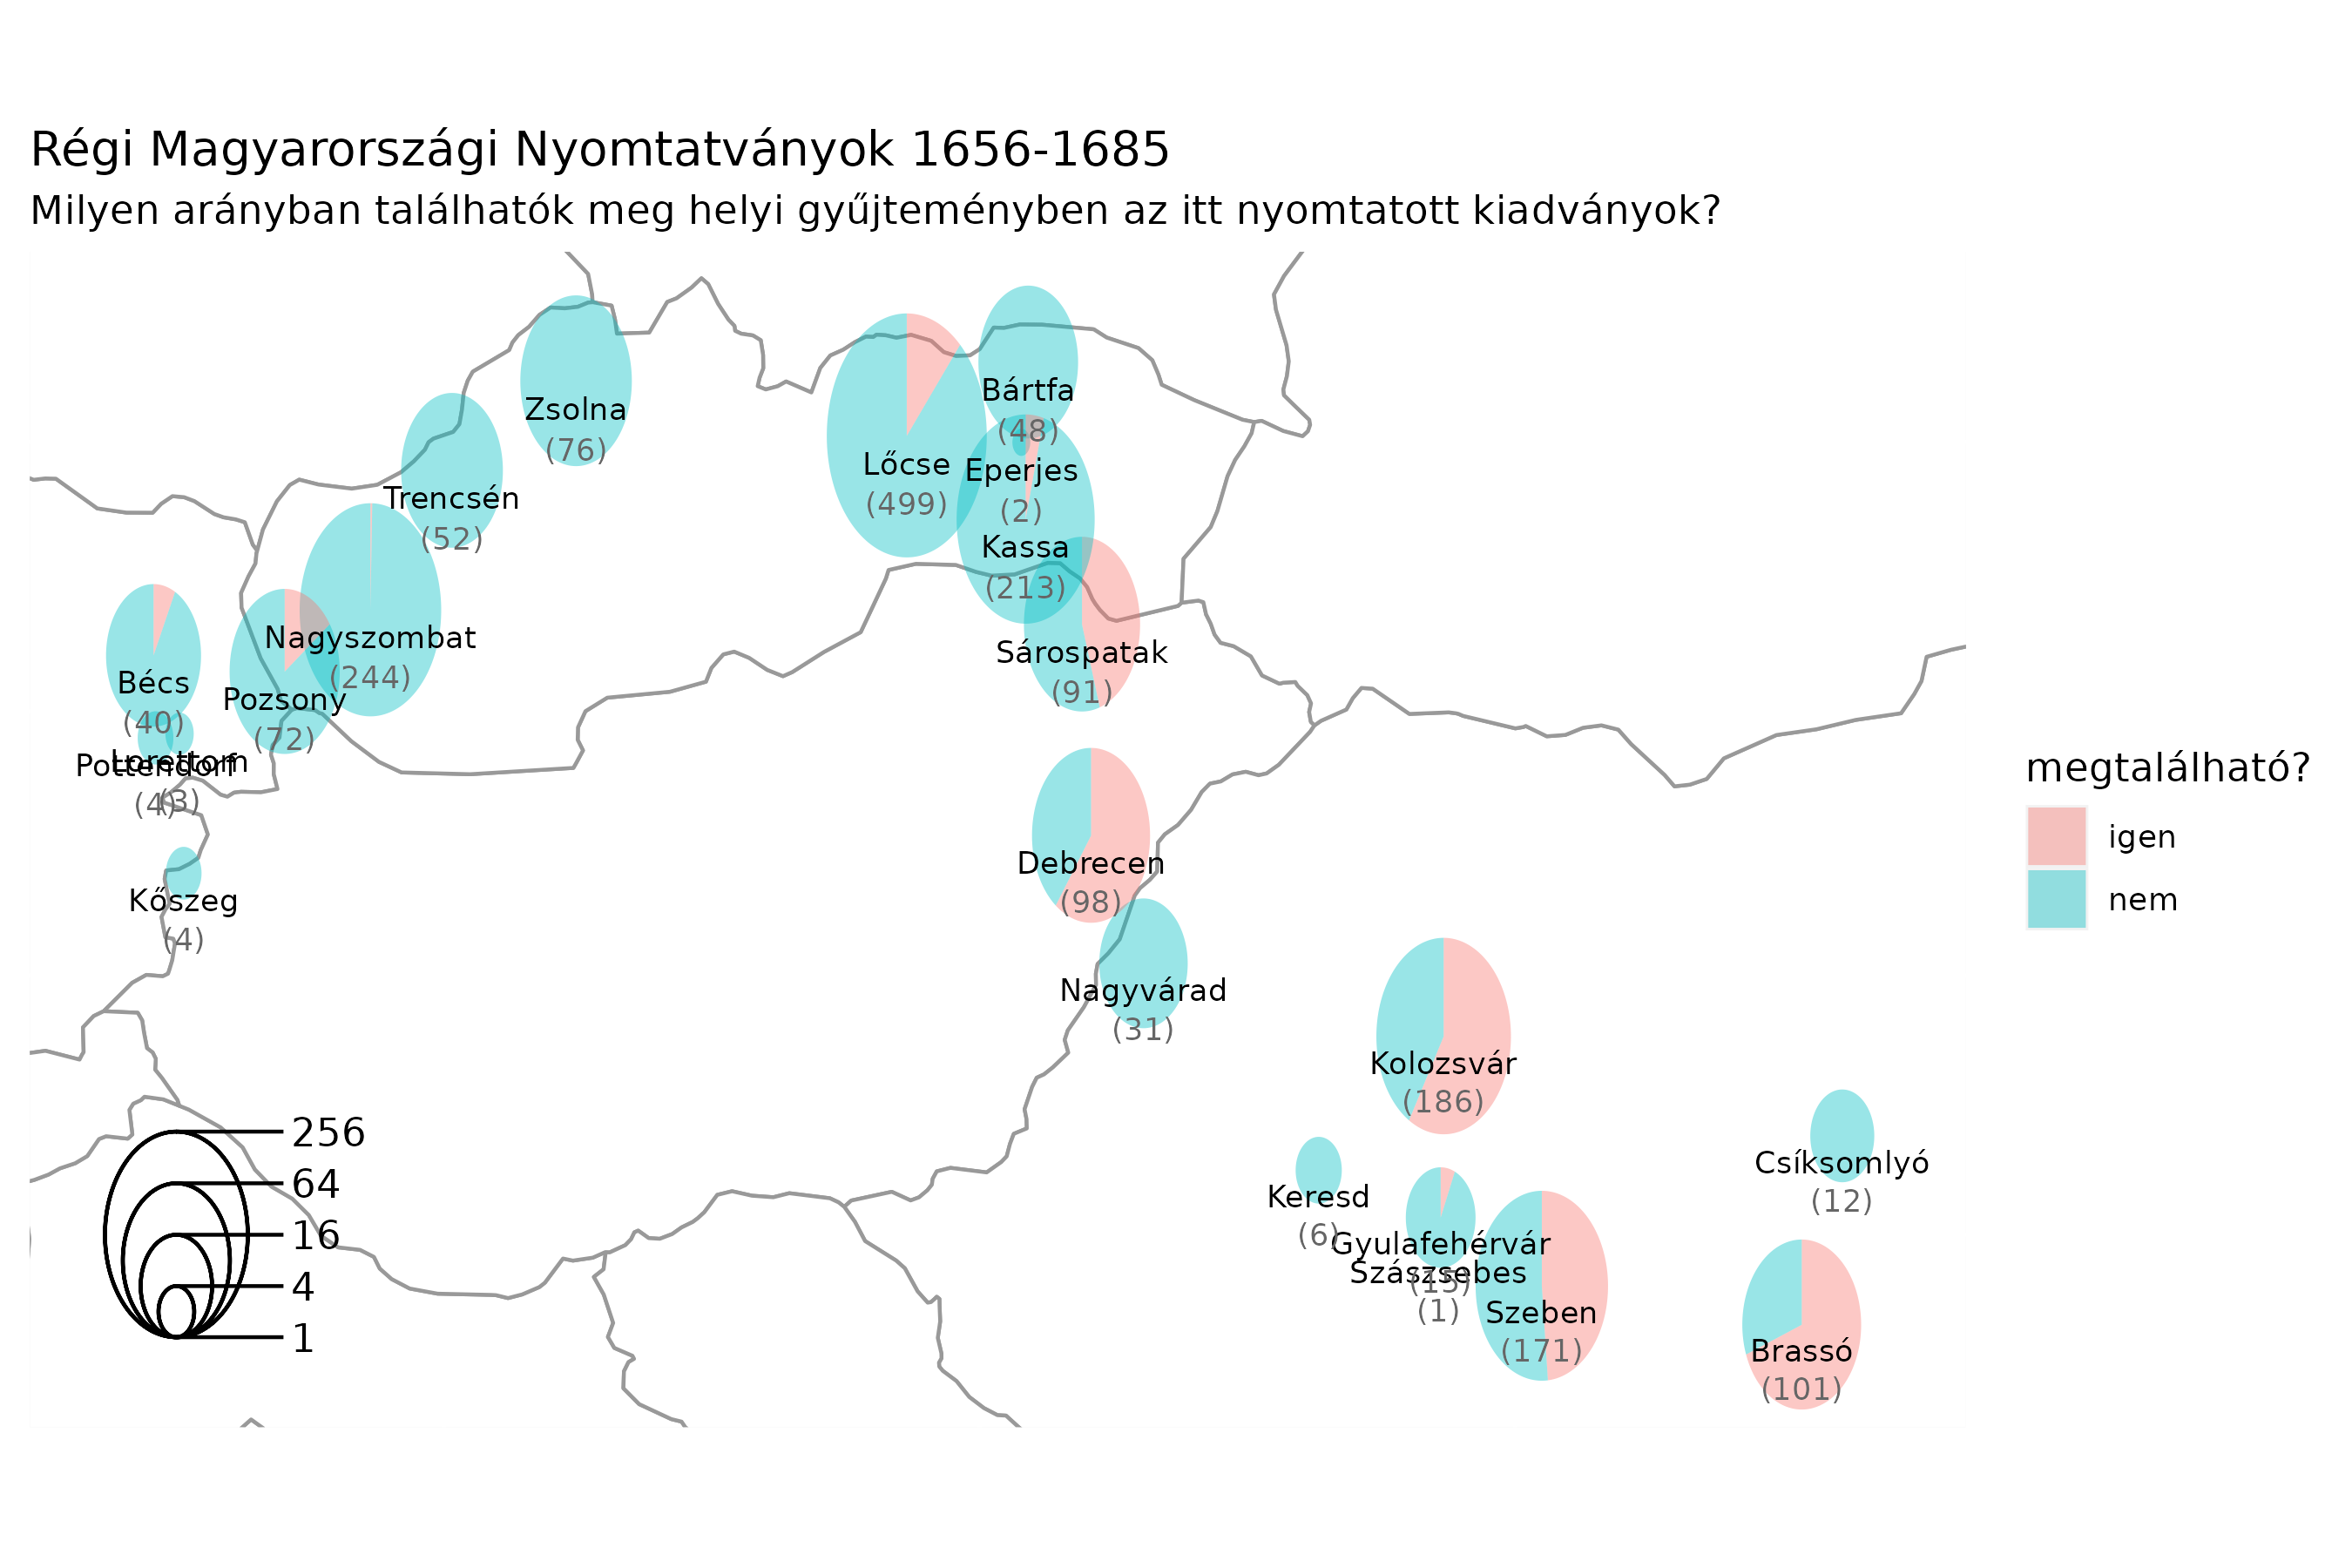 Régi Magyarországi Nyomtatványok 1656-1685
Milyen arányban találhatók meg helyi gyűjteményben az itt nyomtatott kiadványok?
Zsolna
(76)
Bártfa
(48)
Lőcse
(499)
Eperjes
(2)
Trencsén
(52)
Kassa
(213)
Nagyszombat
(244)
Sárospatak
(91)
Bécs
(40)
Pozsony
(72)
Lorettom
(3)
Pottendorf
(4)
Debrecen
(98)
Kőszeg
(4)
Nagyvárad
(31)
Kolozsvár
(186)
Csíksomlyó
(12)
Keresd
(6)
Gyulafehérvár
(15)
Szászsebes
(1)
Szeben
(171)
Brassó
(101)
256
64
16
4
1
megtalálható?
igen
nem